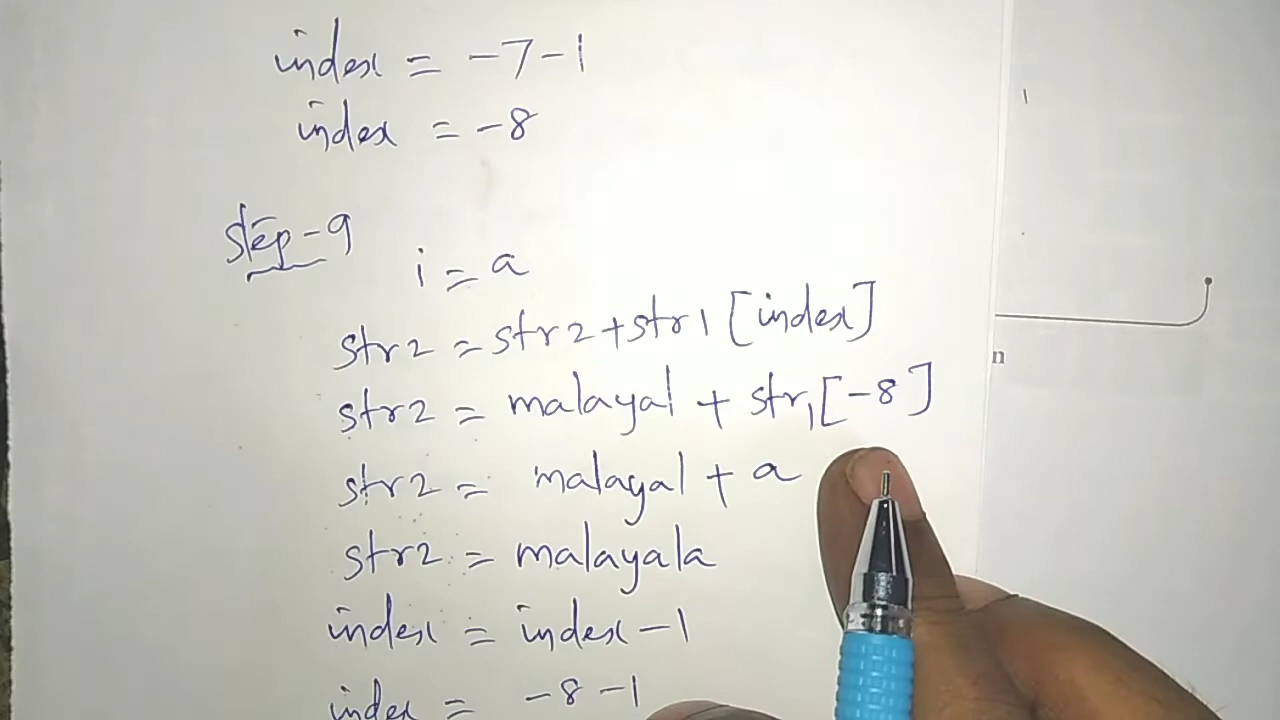 index = -7-1
index = -8
Step-9
i = a
str2 = str2+str1[index]
str2 = malayal + str1[-8]
n
str2 = malayal + a
str2 = malayala
index = index-1
index = -8-1